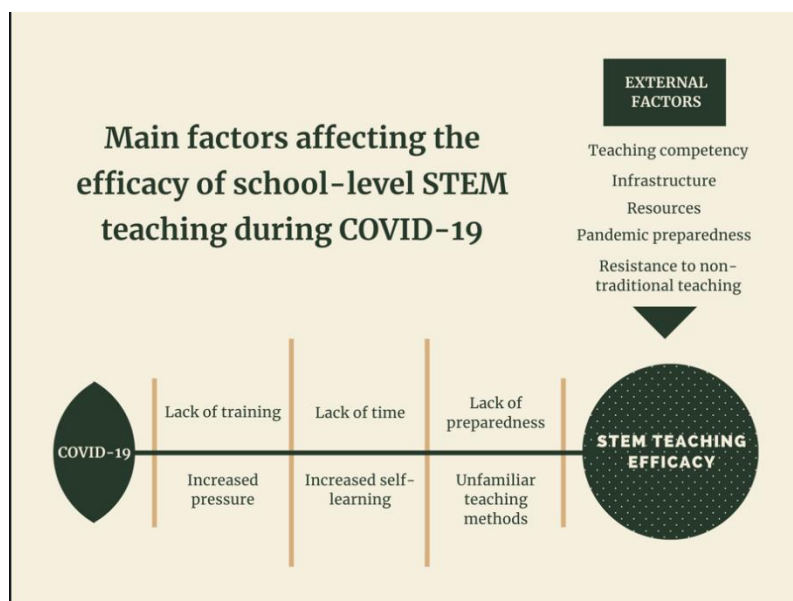 Main factors affecting the
efficacy of school-level STEM
teaching during COVID-19
EXTERNAL
FACTORS
Teaching competency
Infrastructure
Resources
Pandemic preparedness
Resistance to non-
traditional teaching
COVID-19
Lack of training
Lack of time
Lack of
preparedness
Increased
pressure
Increased self-
learning
Unfamiliar
teaching
methods
STEM TEACHING
EFFICACY